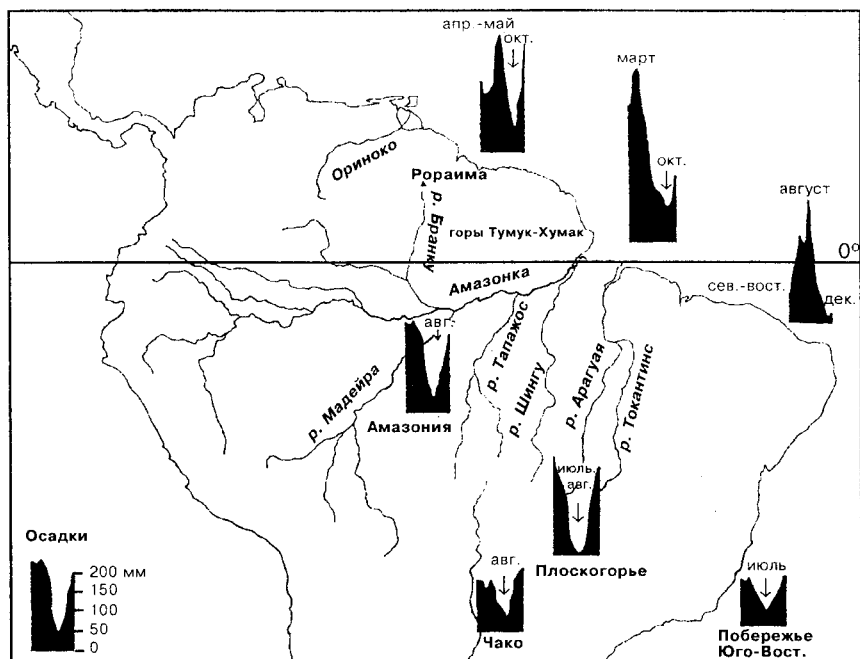 апр.-май
окт.
март
окт.
август
Ориноко
Рораима
р. Бранку
горы Тумук-Хумак
0°
Амазонка
сев.-вост.
дек.
авг.
р. Тапажос
р. Шингу
р. Арагуая
р. Токантинс
р. Мадейра
Амазония
июль.
авг.
Осадки
200 мм
150
100
50
0
авг.
Плоскогорье
июль
Чако
Побережье
Юго-Вост.